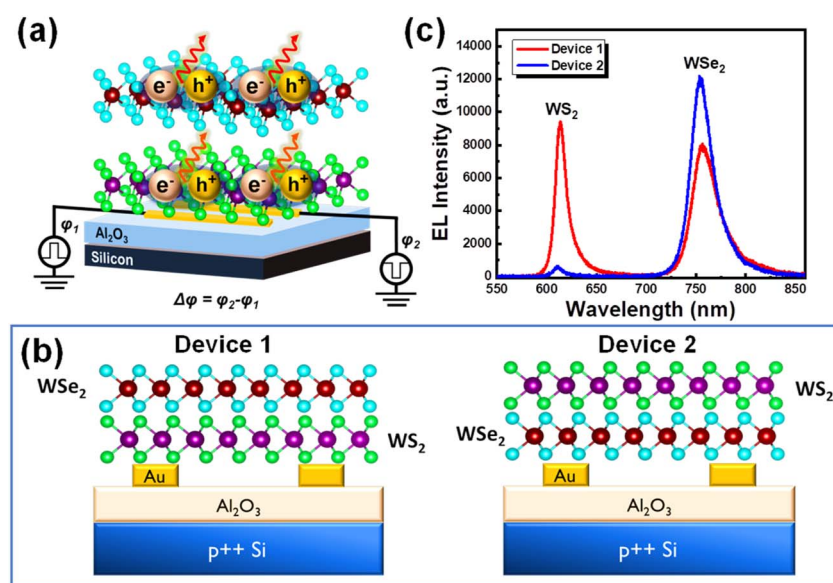 (a)
e⁻ h⁺ e⁻ h⁺
e⁻ h⁺ e⁻ h⁺
φ₁
φ₂
Al₂O₃
Silicon
Δφ = φ₂-φ₁
(c)
Device 1
Device 2
WS₂
WSe₂
EL Intensity (a.u.)
14000
12000
10000
8000
6000
4000
2000
0
550 600 650 700 750 800 850
Wavelength (nm)
(b)
Device 1
WSe₂
WS₂
Au
Al₂O₃
p++ Si
Device 2
WS₂
WSe₂
Au
Al₂O₃
p++ Si